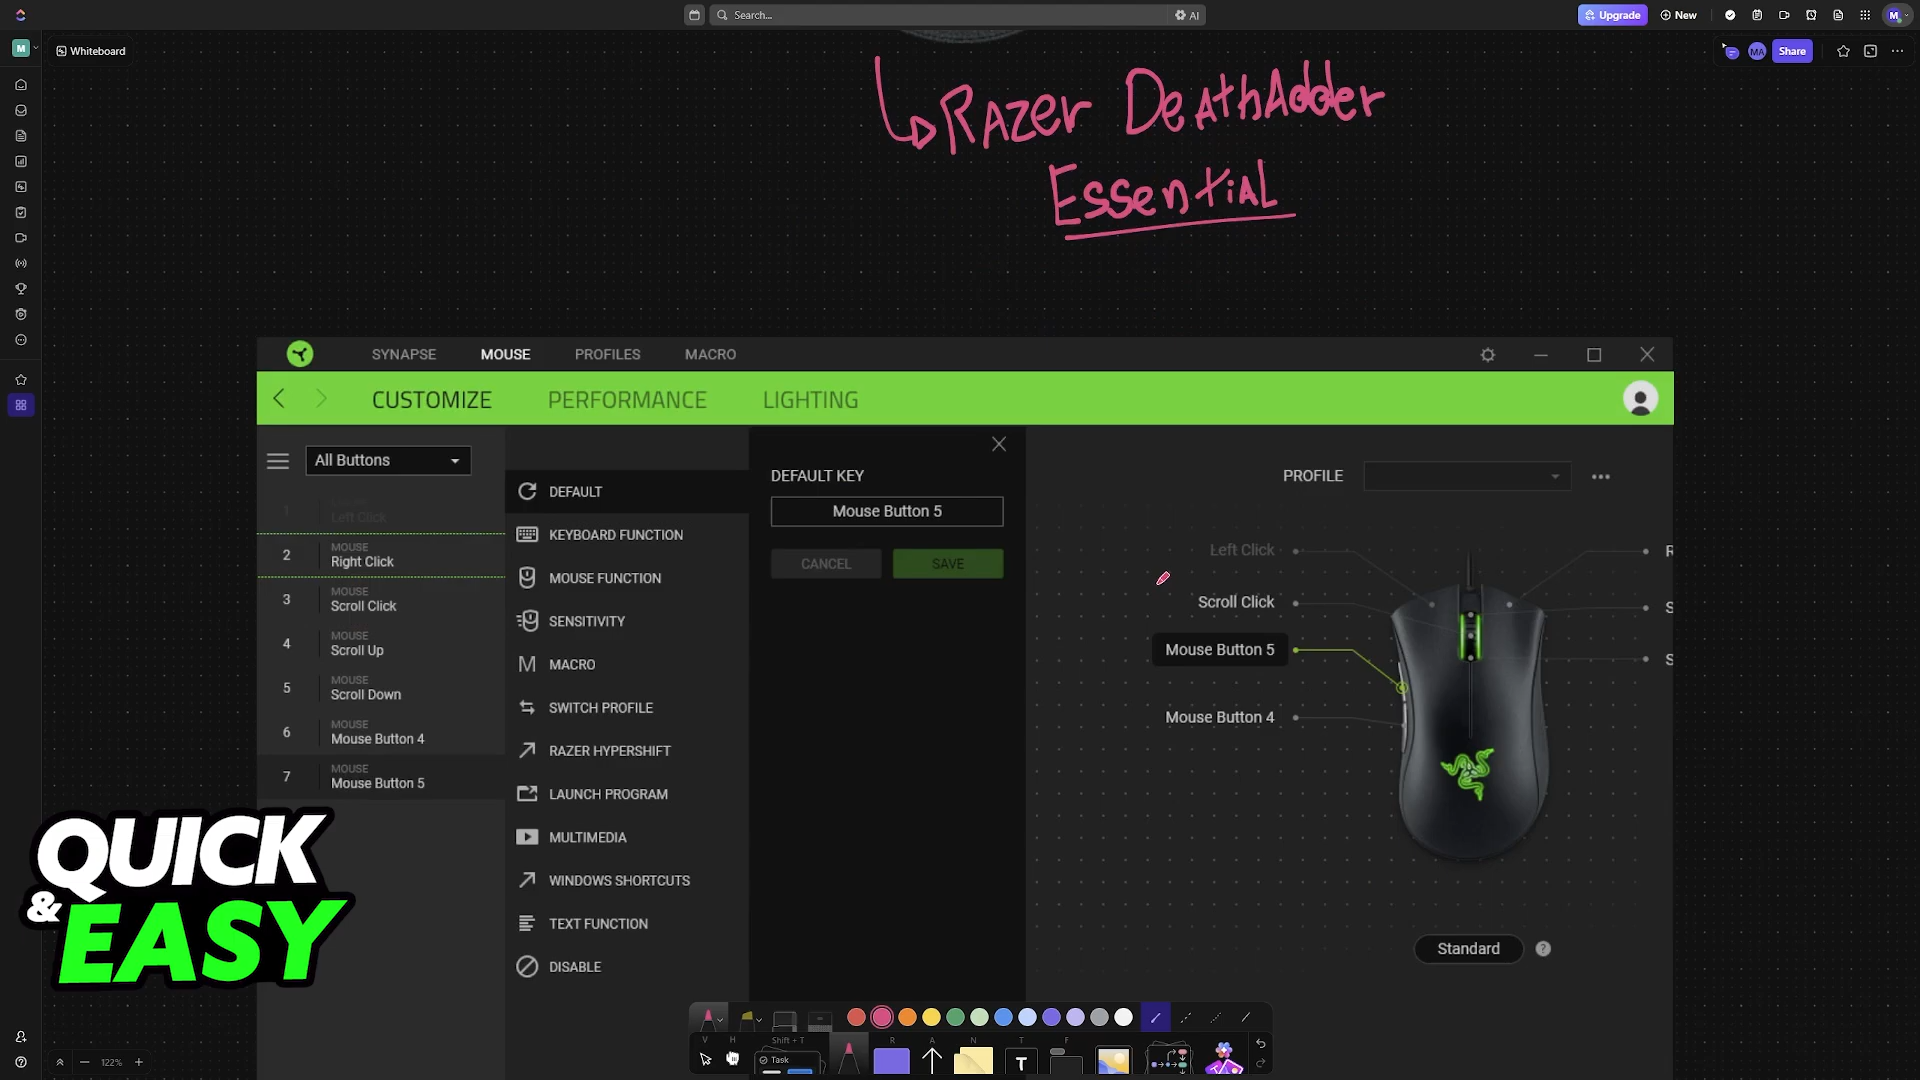 Search...
AI
Upgrade
New
M
M
Whiteboard
MA
Share
RAzer DeathAdder
Essential
SYNAPSE
MOUSE
PROFILES
MACRO
CUSTOMIZE
PERFORMANCE
LIGHTING
All Buttons
1
Left Click
2
MOUSE
Right Click
3
MOUSE
Scroll Click
4
MOUSE
Scroll Up
5
MOUSE
Scroll Down
6
MOUSE
Mouse Button 4
7
MOUSE
Mouse Button 5
DEFAULT
KEYBOARD FUNCTION
MOUSE FUNCTION
SENSITIVITY
MACRO
SWITCH PROFILE
RAZER HYPERSHIFT
LAUNCH PROGRAM
MULTIMEDIA
WINDOWS SHORTCUTS
TEXT FUNCTION
DISABLE
DEFAULT KEY
Mouse Button 5
CANCEL
SAVE
PROFILE
Left Click
Scroll Click
Mouse Button 5
Mouse Button 4
R
S
S
Standard
QUICK
& EASY
122%
V
H
Shift + T
Task
R
A
N
T
F